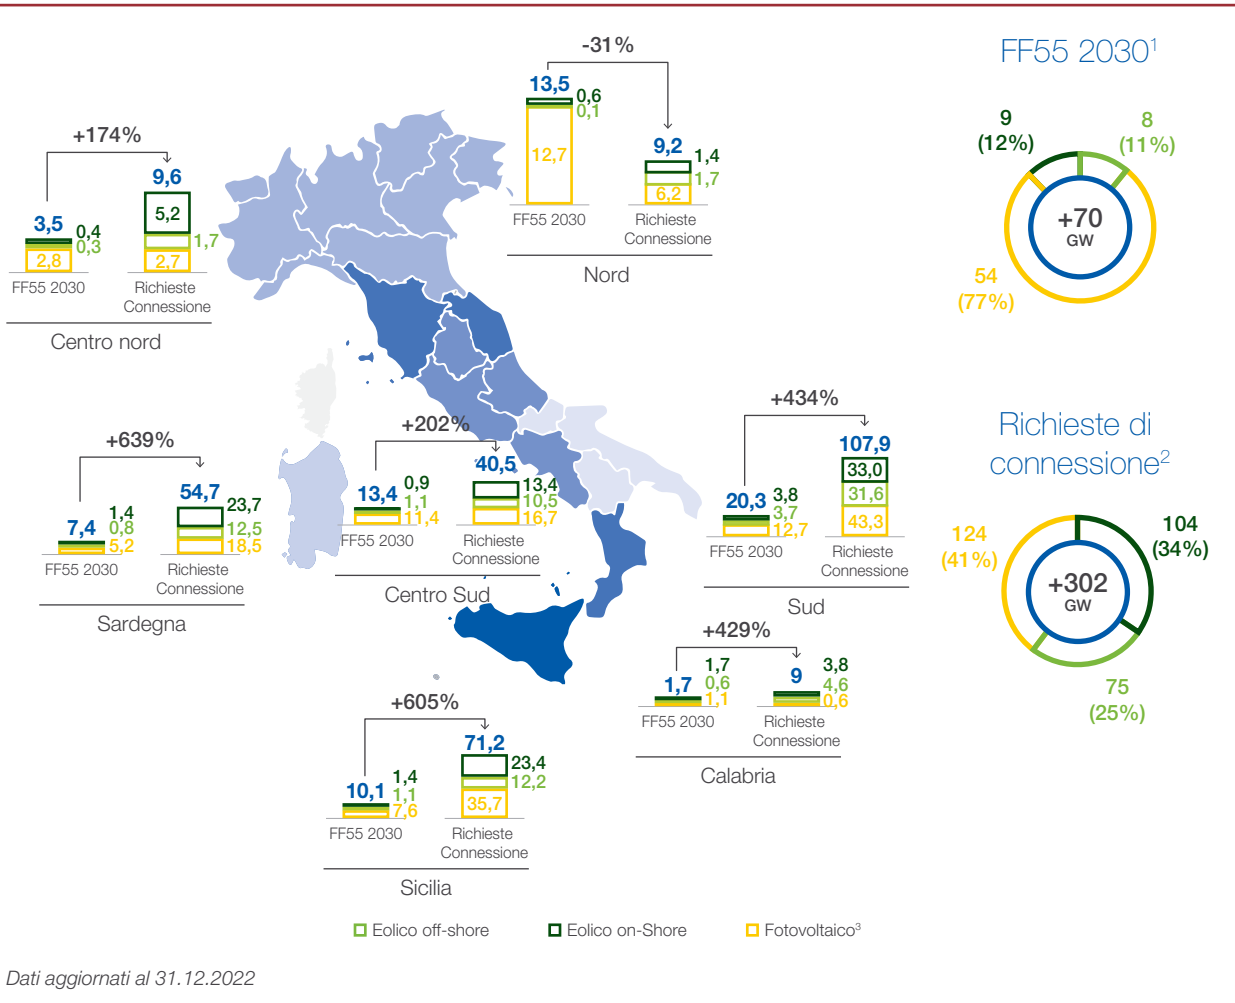 -31%
13,5
0,6
0,1
12,7
9,2
1,4
1,7
6,2
FF55 2030
Richieste
Connessione
Nord
+174%
3,5
0,4
0,3
2,8
9,6
5,2
1,7
2,7
FF55 2030
Richieste
Connessione
Centro nord
FF55 2030¹
9
(12%)
8
(11%)
+70
GW
54
(77%)
+639%
7,4
1,4
0,8
5,2
54,7
23,7
12,5
18,5
FF55 2030
Richieste
Connessione
Sardegna
+202%
13,4
0,9
1,1
11,4
40,5
13,4
10,5
16,7
FF55 2030
Richieste
Connessione
Centro Sud
+434%
20,3
3,8
3,7
12,7
107,9
33,0
31,6
43,3
FF55 2030
Richieste
Connessione
Sud
Richieste di
connessione²
124
(41%)
104
(34%)
+302
GW
75
(25%)
+429%
1,7
1,7
0,6
1,1
9
3,8
4,6
0,6
FF55 2030
Richieste
Connessione
Calabria
+605%
10,1
1,4
1,1
7,6
71,2
23,4
12,2
35,7
FF55 2030
Richieste
Connessione
Sicilia
Eolico off-shore
Eolico on-Shore
Fotovoltaico³
Dati aggiornati al 31.12.2022